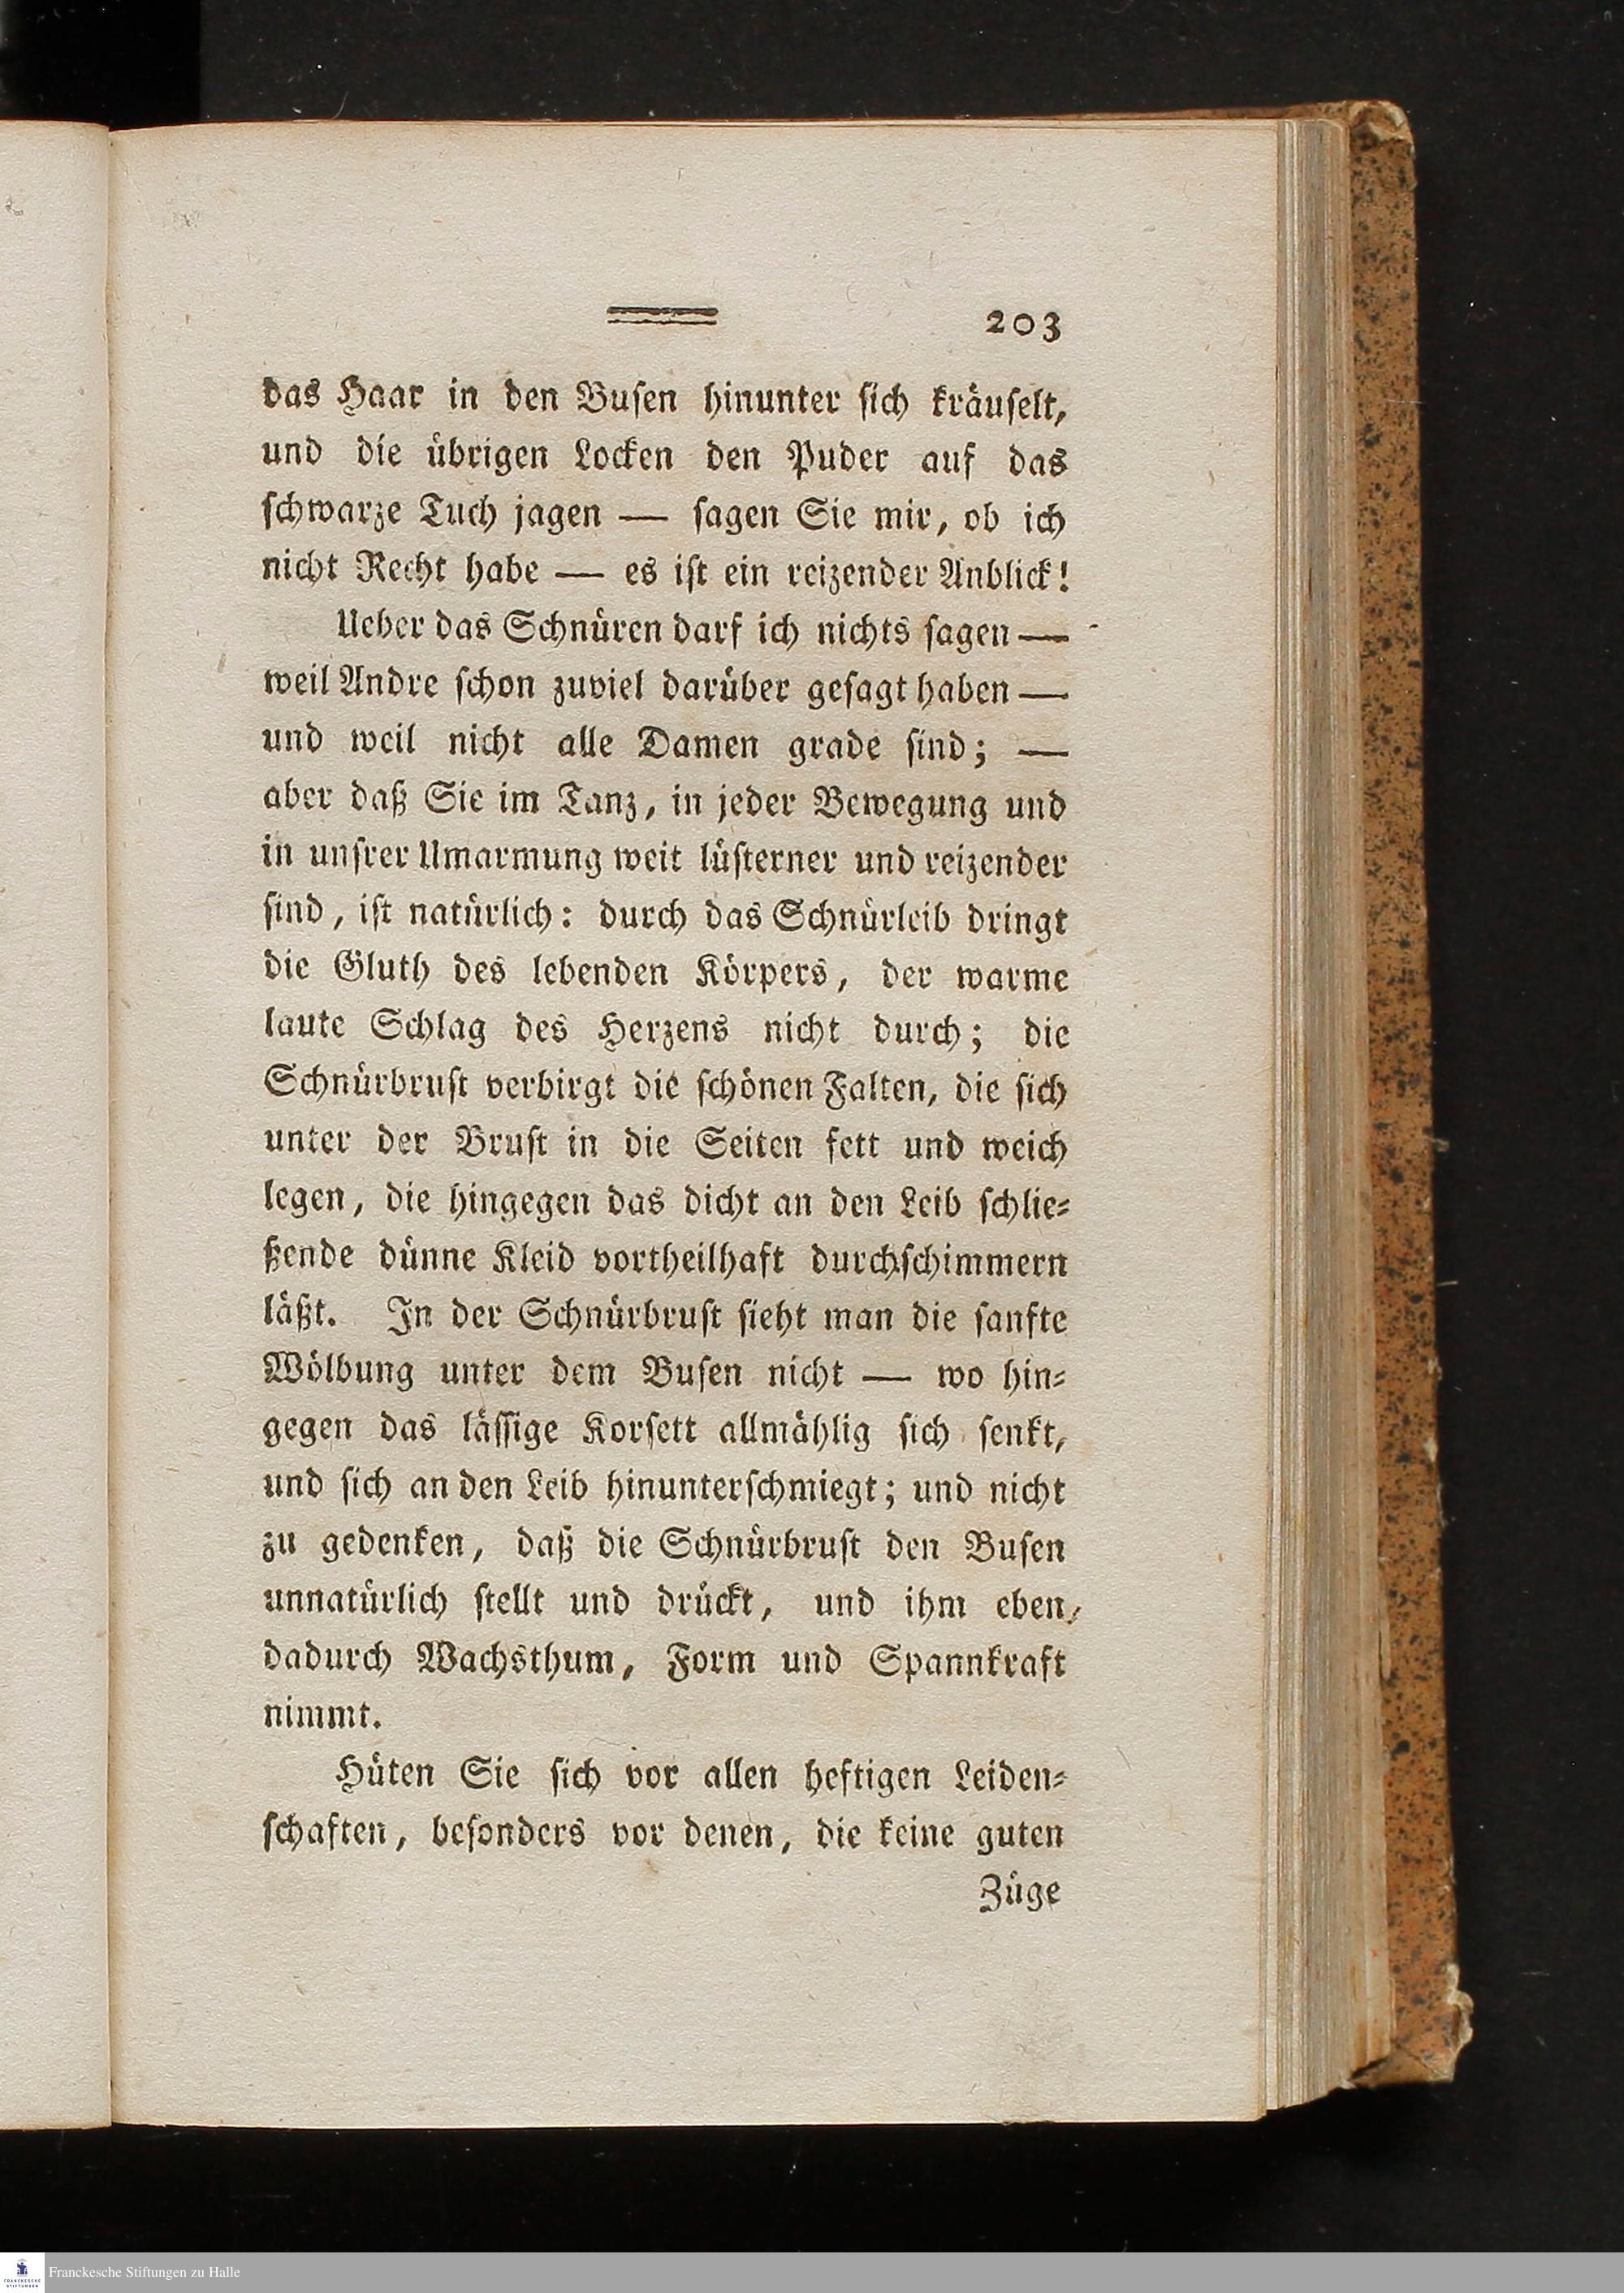 203
das Haar in den Busen hinunter sich kräuselt,
und die übrigen Locken den Puder auf das
schwarze Tuch jagen — sagen Sie mir, ob ich
nicht Recht habe — es ist ein reizender Anblick!
Ueber das Schnüren darf ich nichts sagen —
weil Andre schon zuviel darüber gesagt haben —
und weil nicht alle Damen grade sind; —
aber daß Sie im Tanz, in jeder Bewegung und
in unsrer Umarmung weit lüsterner und reizender
sind, ist natürlich: durch das Schnürleib dringt
die Gluth des lebenden Körpers, der warme
laute Schlag des Herzens nicht durch; die
Schnürbrust verbirgt die schönen Falten, die sich
unter der Brust in die Seiten fett und weich
legen, die hingegen das dicht an den Leib schlie-
ßende dünne Kleid vortheilhaft durchschimmern
läßt. In der Schnürbrust sieht man die sanfte
Wölbung unter dem Busen nicht — wo hin-
gegen das lässige Korsett allmählig sich senkt,
und sich an den Leib hinunterschmiegt; und nicht
zu gedenken, daß die Schnürbrust den Busen
unnatürlich stellt und drückt, und ihm eben
dadurch Wachsthum, Form und Spannkraft
nimmt.
Hüten Sie sich vor allen heftigen Leiden-
schaften, besonders vor denen, die keine guten
Züge
Franckesche Stiftungen zu Halle
FRANCKESCHE
STIFTUNGEN